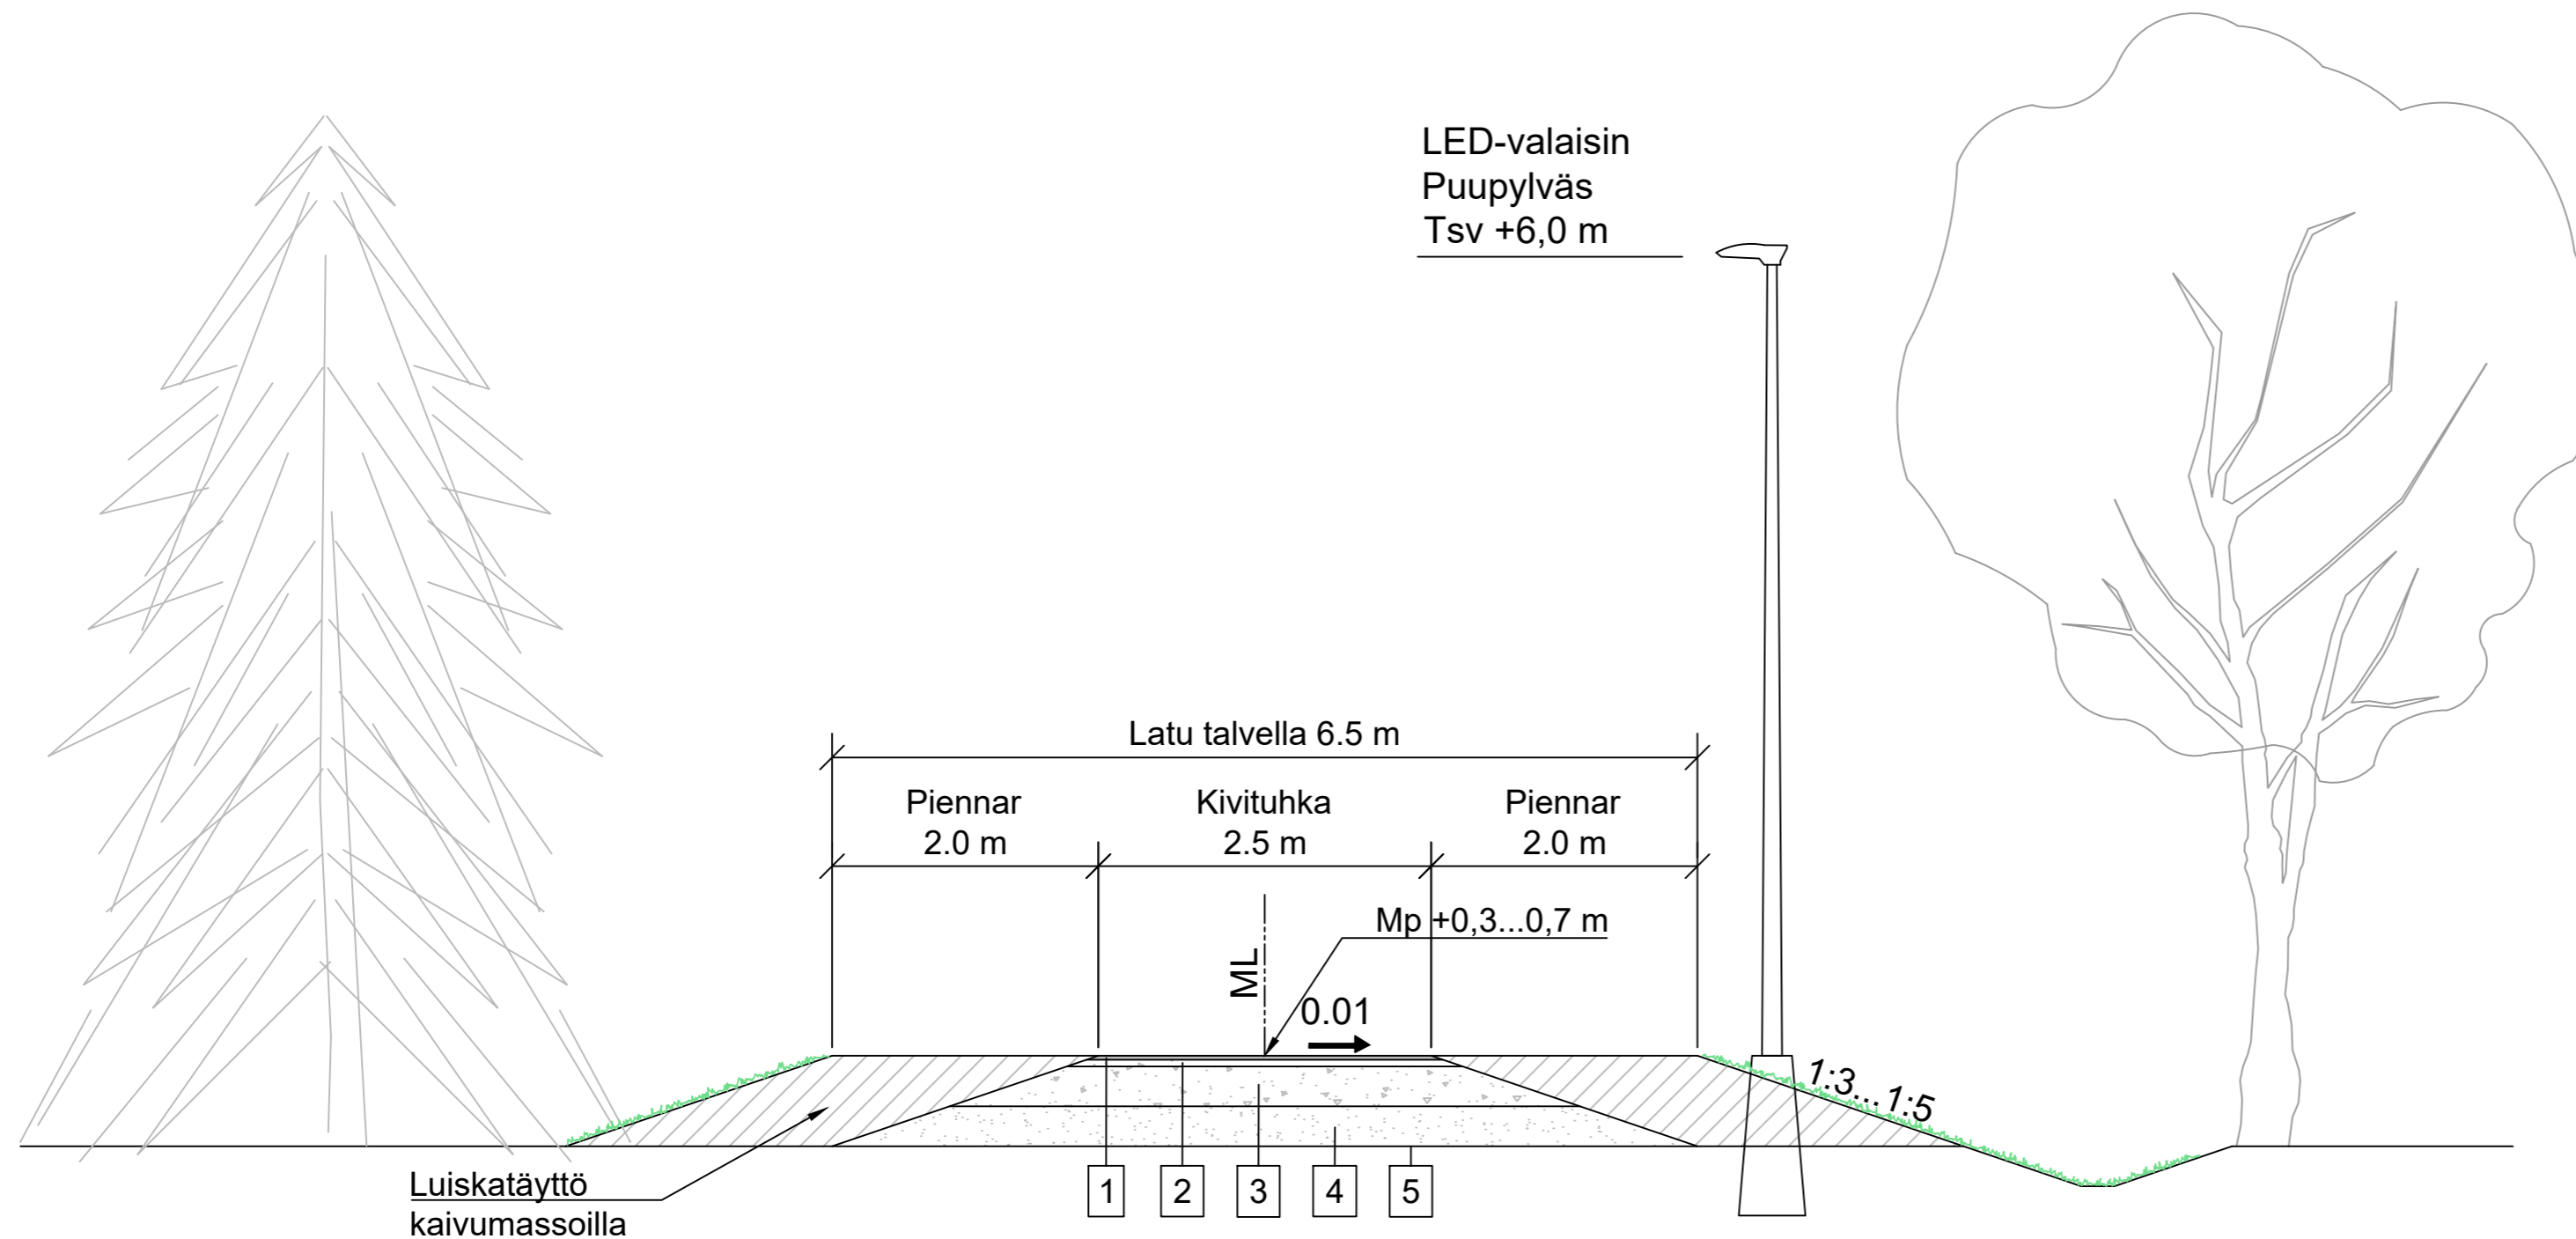 LED-valaisin
Puupylväs
Tsv +6,0 m
Latu talvella 6.5 m
Piennar
2.0 m
Kivituhka
2.5 m
Piennar
2.0 m
Mp +0,3...0,7 m
ML
0.01
1:3...1:5
Luiskatäyttö
kaivumassoilla
1
2
3
4
5